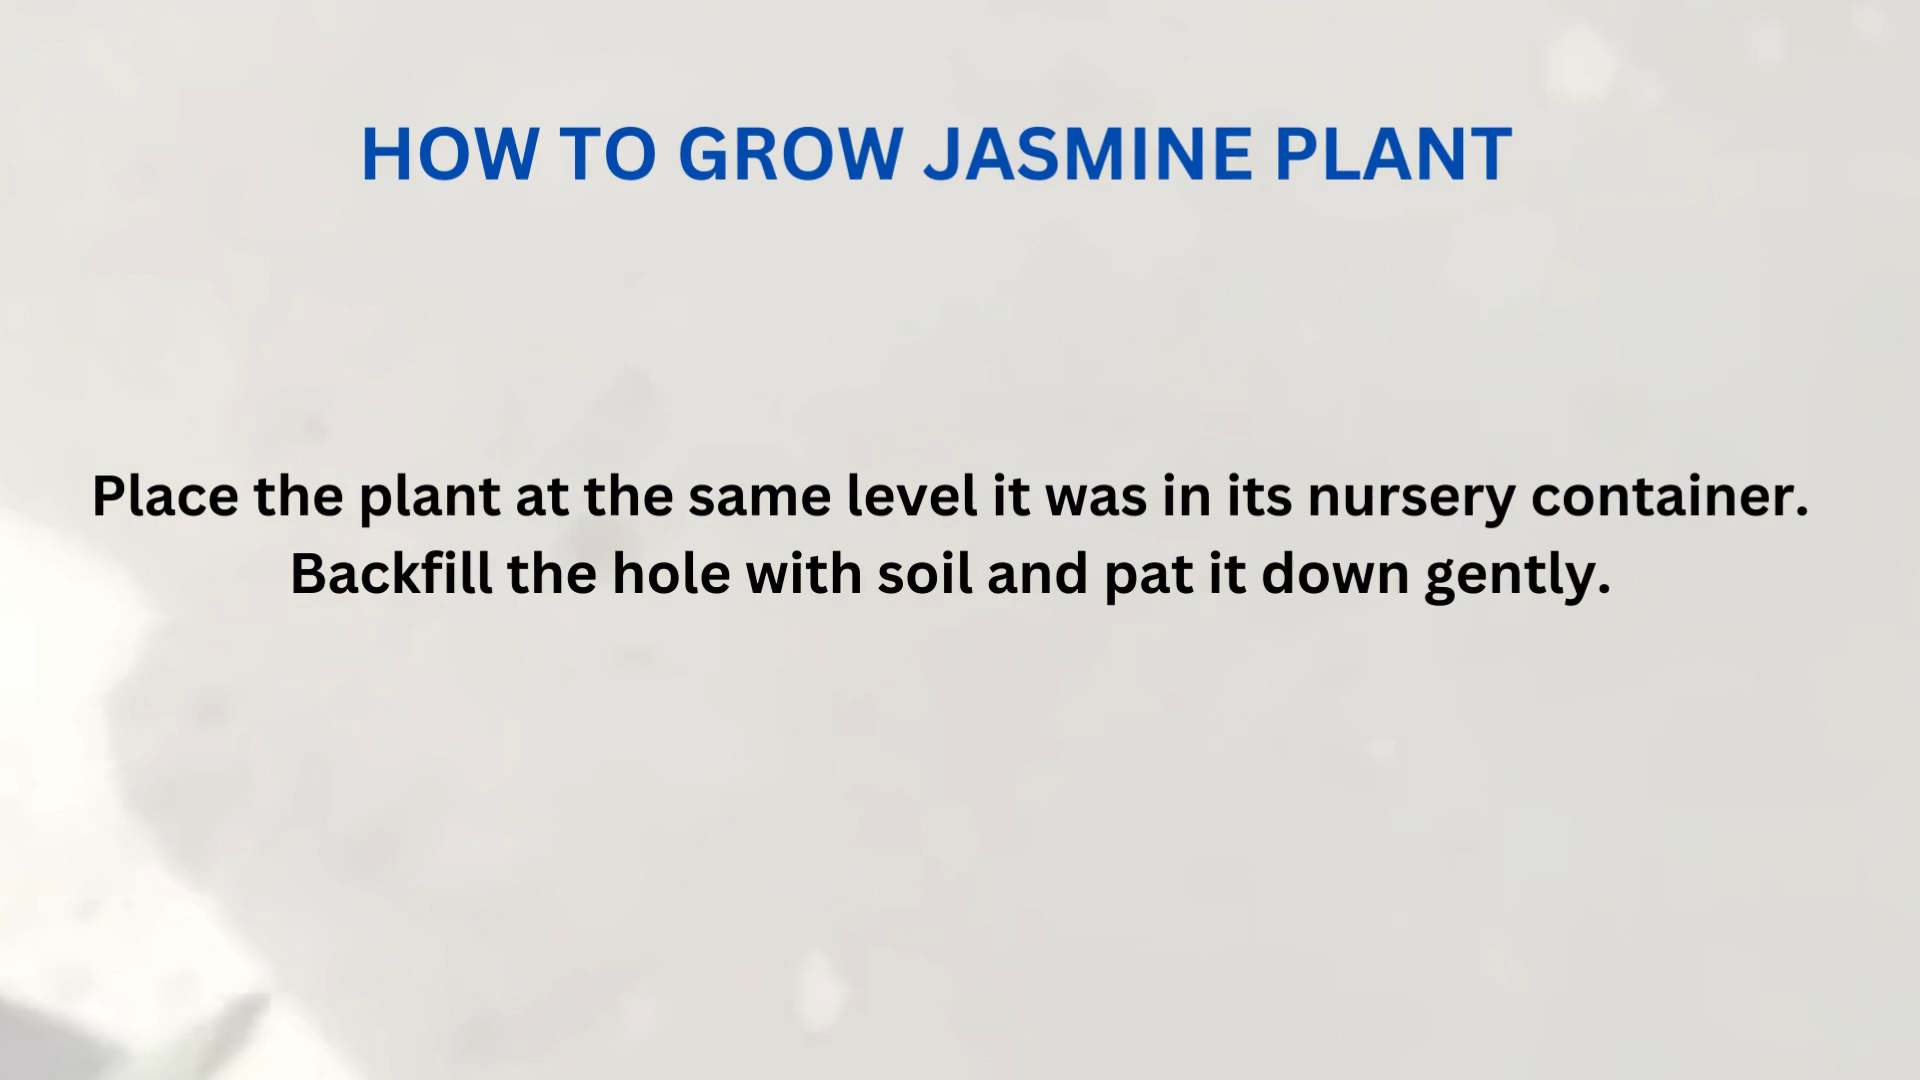 HOW TO GROW JASMINE PLANT
Place the plant at the same level it was in its nursery container.
Backfill the hole with soil and pat it down gently.